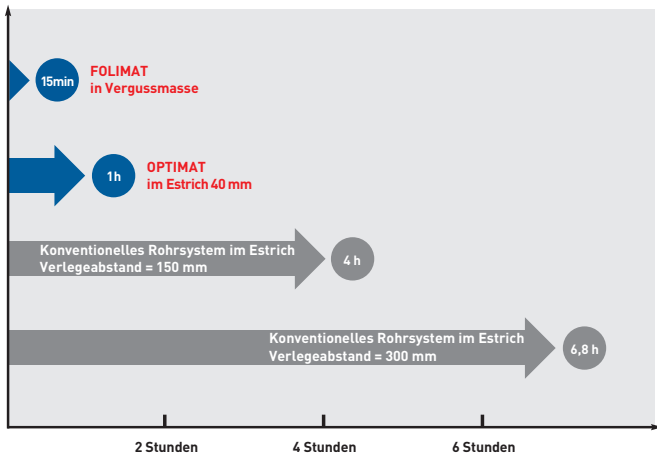 15min
FOLIMAT
in Vergussmasse
1h
OPTIMAT
im Estrich 40 mm
Konventionelles Rohrsystem im Estrich
Verlegeabstand = 150 mm
4 h
Konventionelles Rohrsystem im Estrich
Verlegeabstand = 300 mm
6,8 h
2 Stunden
4 Stunden
6 Stunden